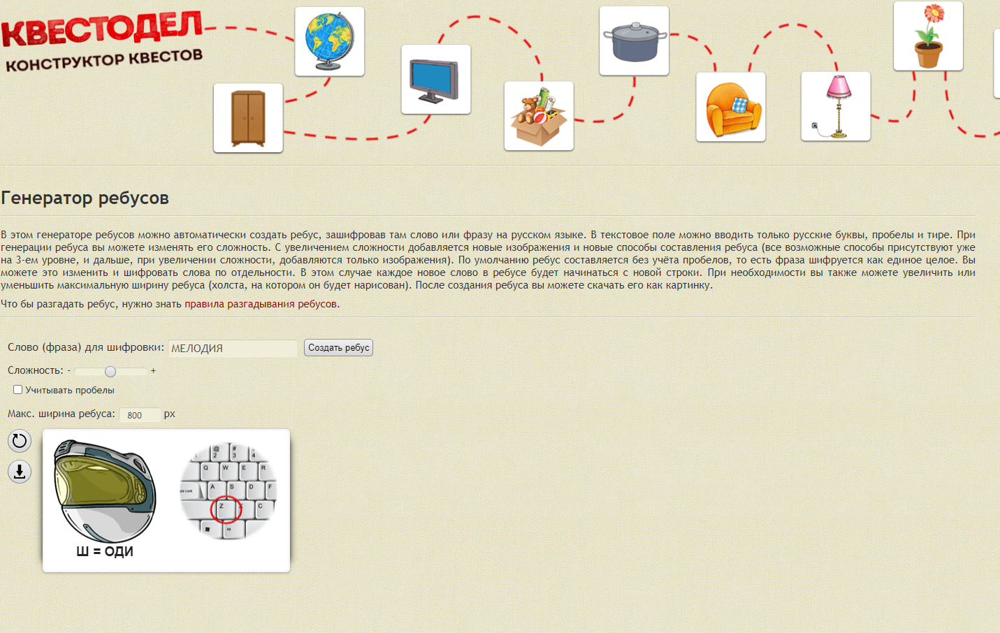 КВЕСТОДЕЛ
КОНСТРУКТОР КВЕСТОВ
Генератор ребусов
В этом генераторе ребусов можно автоматически создать ребус, зашифровав там слово или фразу на русском языке. В текстовое поле можно вводить только русские буквы, пробелы и тире. При
генерации ребуса вы можете изменять его сложность. С увеличением сложности добавляется новые изображения и новые способы составления ребуса (все возможные способы присутствуют уже
на 3-ем уровне, и дальше, при увеличении сложности, добавляются только изображения). По умолчанию ребус составляется без учёта пробелов, то есть фраза шифруется как единое целое. Вы
можете это изменить и шифровать слова по отдельности. В этом случае каждое новое слово в ребусе будет начинаться с новой строки. При необходимости вы также можете увеличить или
уменьшить максимальную ширину ребуса (холста, на котором он будет нарисован). После создания ребуса вы можете скачать его как картинку.
Что бы разгадать ребус, нужно знать правила разгадывания ребусов.
Слово (фраза) для шифровки: МЕЛОДИЯ Создать ребус
Сложность: - +
Учитывать пробелы
Макс. ширина ребуса: 800 px
@ #
2 3 4
Q W E R
A S D F
Z C
Alt
Ш = ОДИ